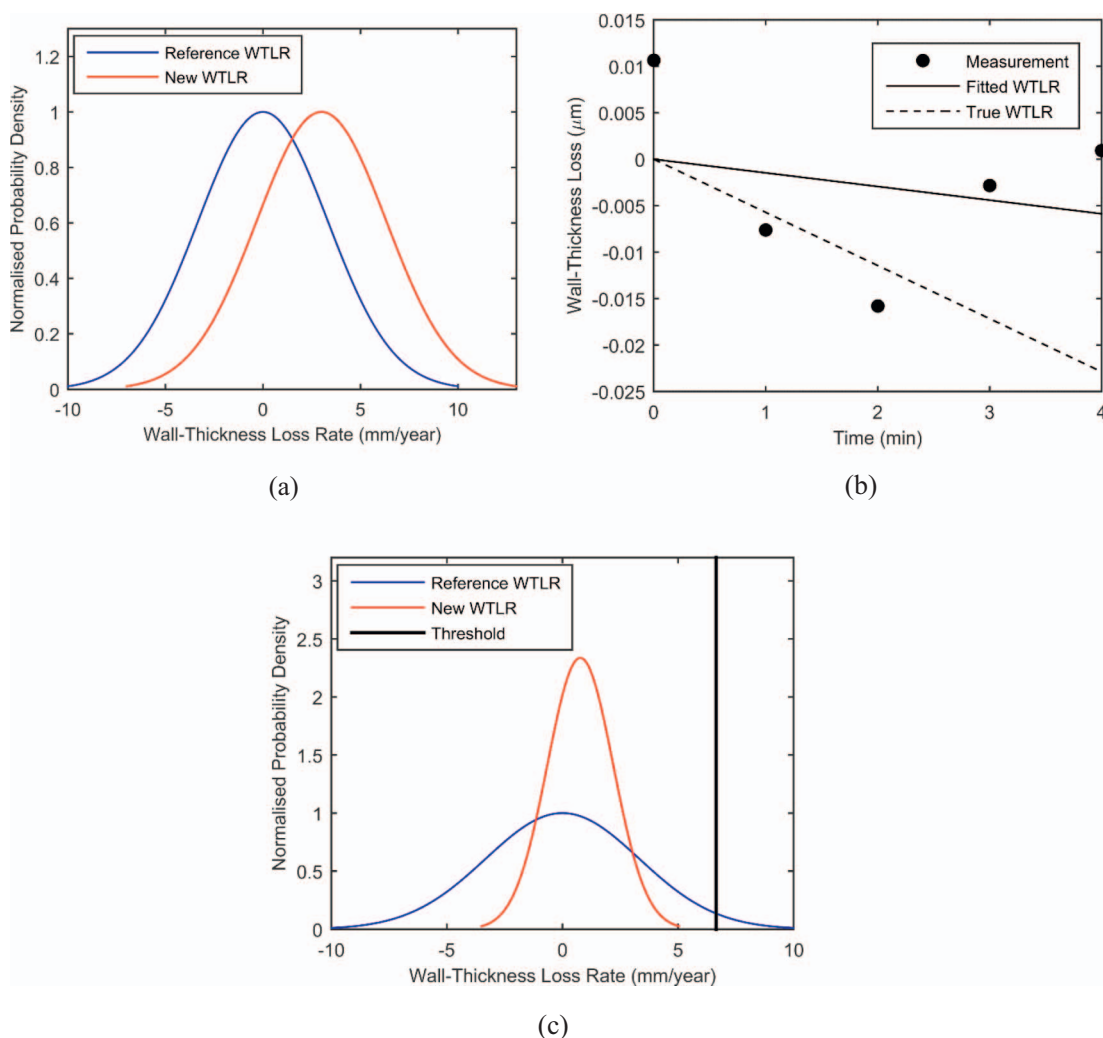 1.2
1
0.8
0.6
0.4
0.2
0
Normalised Probability Density
Reference WTLR
New WTLR
-10 -5 0 5 10
Wall-Thickness Loss Rate (mm/year)
(a)
0.015
0.01
0.005
0
-0.005
-0.01
-0.015
-0.02
-0.025
Wall-Thickness Loss (μm)
Measurement
Fitted WTLR
True WTLR
0 1 2 3 4
Time (min)
(b)
3
2.5
2
1.5
1
0.5
0
Normalised Probability Density
Reference WTLR
New WTLR
Threshold
-10 -5 0 5 10
Wall-Thickness Loss Rate (mm/year)
(c)